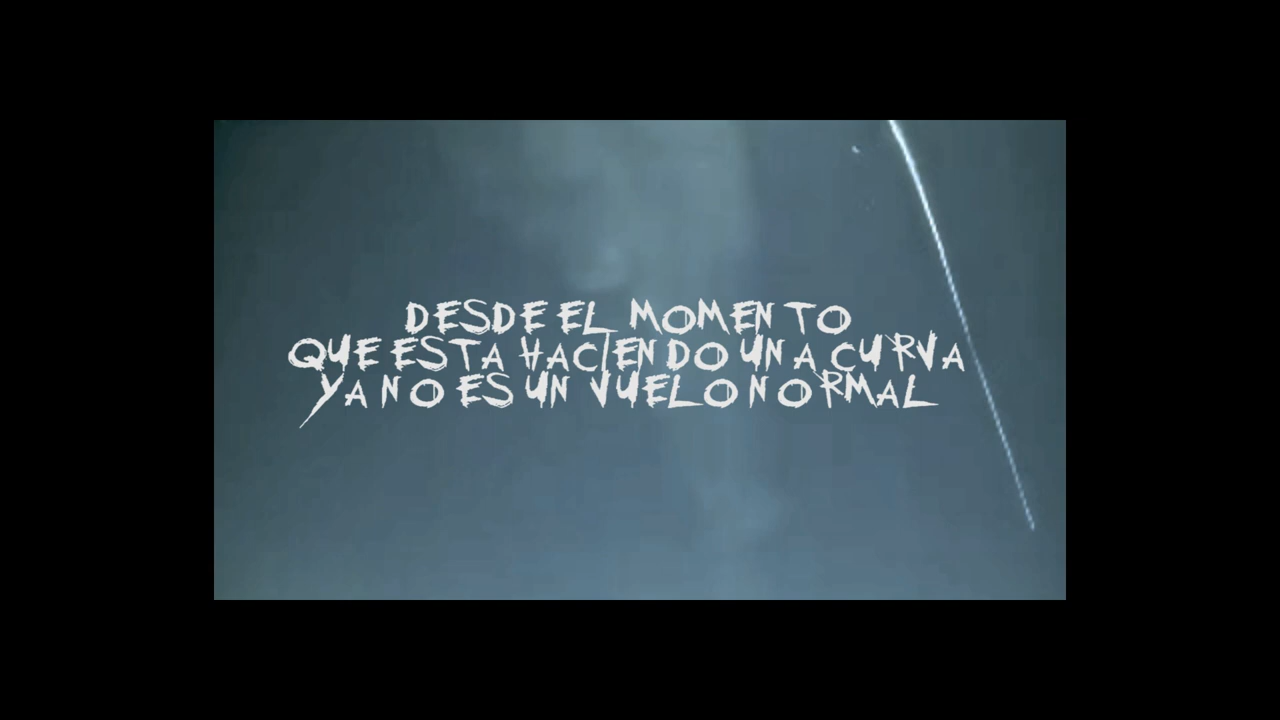 DESDE EL MOMENTO
QUE ESTA HACIENDO UNA CURVA
YA NO ES UN VUELO NORMAL